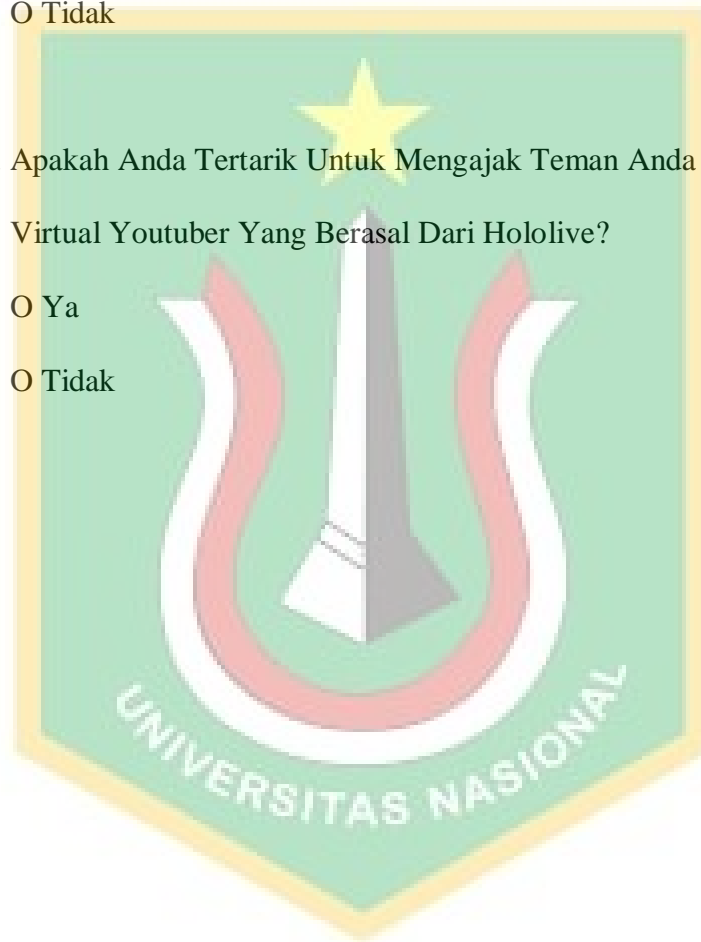 O Tidak
Apakah Anda Tertarik Untuk Mengajak Teman Anda
Virtual Youtuber Yang Berasal Dari Hololive?
O Ya
O Tidak
UNIVERSITAS NASIONAL